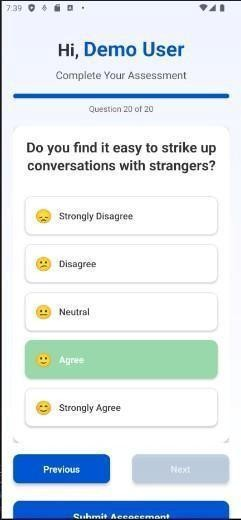 7:39
Hi, Demo User
Complete Your Assessment
Question 20 of 20
Do you find it easy to strike up
conversations with strangers?
Strongly Disagree
Disagree
Neutral
Agree
Strongly Agree
Previous
Next
Submit Assessment